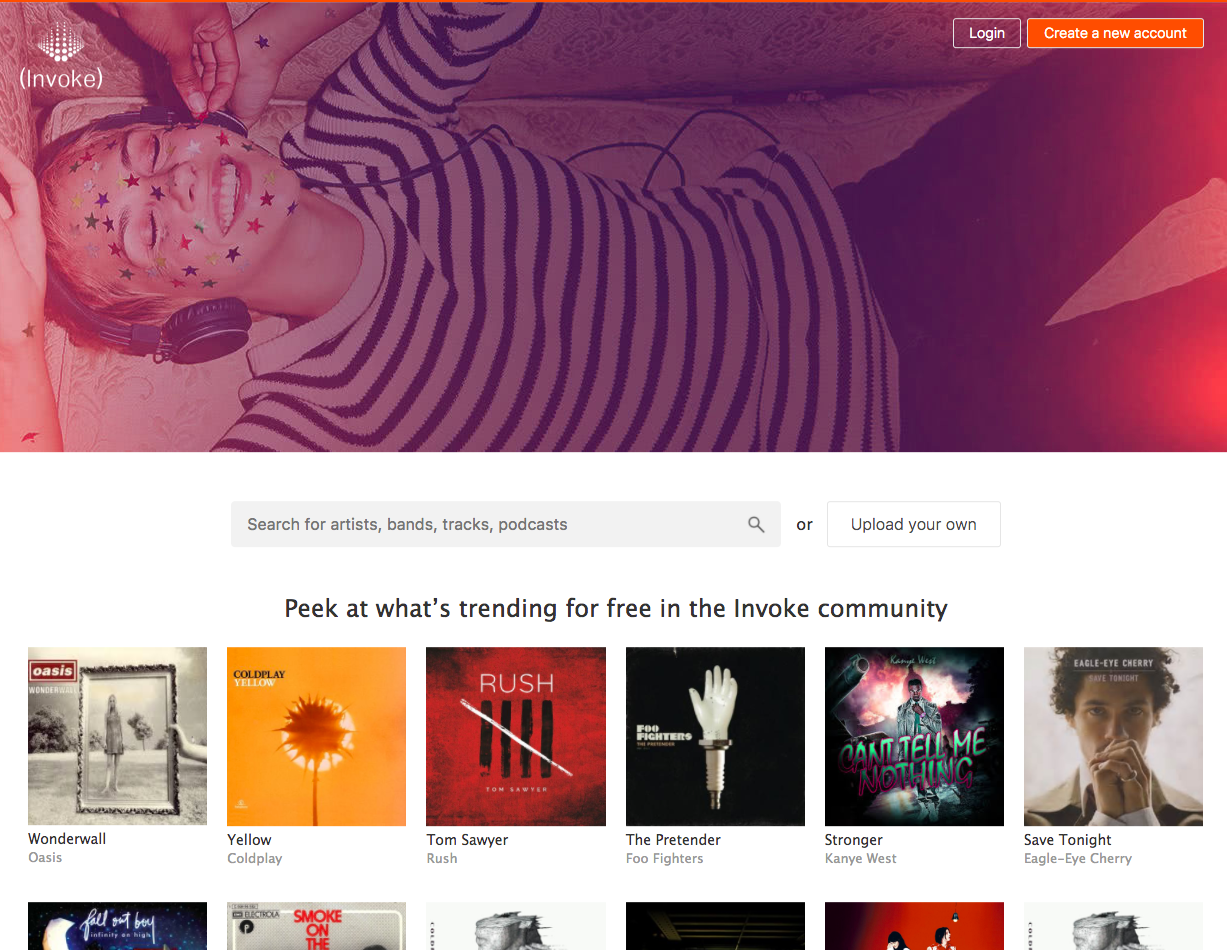 (Invoke)
Login
Create a new account
Search for artists, bands, tracks, podcasts
or
Upload your own
Peek at what’s trending for free in the Invoke community
oasis
WONDERWALL
COLDPLAY
YELLOW
RUSH
TOM SAWYER
FOO
FIGHTERS
THE PRETENDER
Kanye West
CANT TELL ME
NOTHING
EAGLE-EYE CHERRY
SAVE TONIGHT
Wonderwall
Oasis
Yellow
Coldplay
Tom Sawyer
Rush
The Pretender
Foo Fighters
Stronger
Kanye West
Save Tonight
Eagle-Eye Cherry
fall out boy
infinity on high
ELECTROLA
SMOKE
ON
THE